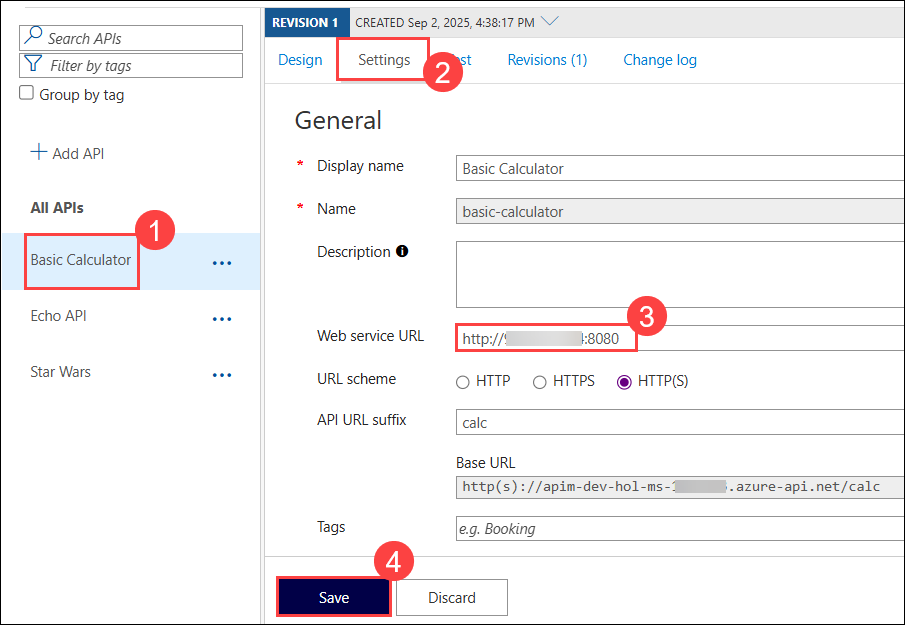 Search APIs
Filter by tags
Group by tag
Add API
All APIs
Basic Calculator
1
Echo API
Star Wars
REVISION 1 CREATED Sep 2, 2025, 4:38:17 PM
Design Settings 2 st Revisions (1) Change log
General
* Display name Basic Calculator
* Name basic-calculator
Description
3
Web service URL http:// :8080
URL scheme HTTP HTTPS HTTP(S)
API URL suffix calc
Base URL
http(s)://apim-dev-hol-ms- .azure-api.net/calc
Tags e.g. Booking
4
Save Discard